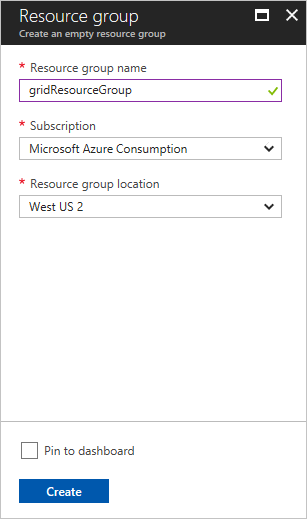 Resource group
Create an empty resource group
* Resource group name
gridResourceGroup
* Subscription
Microsoft Azure Consumption
* Resource group location
West US 2
Pin to dashboard
Create